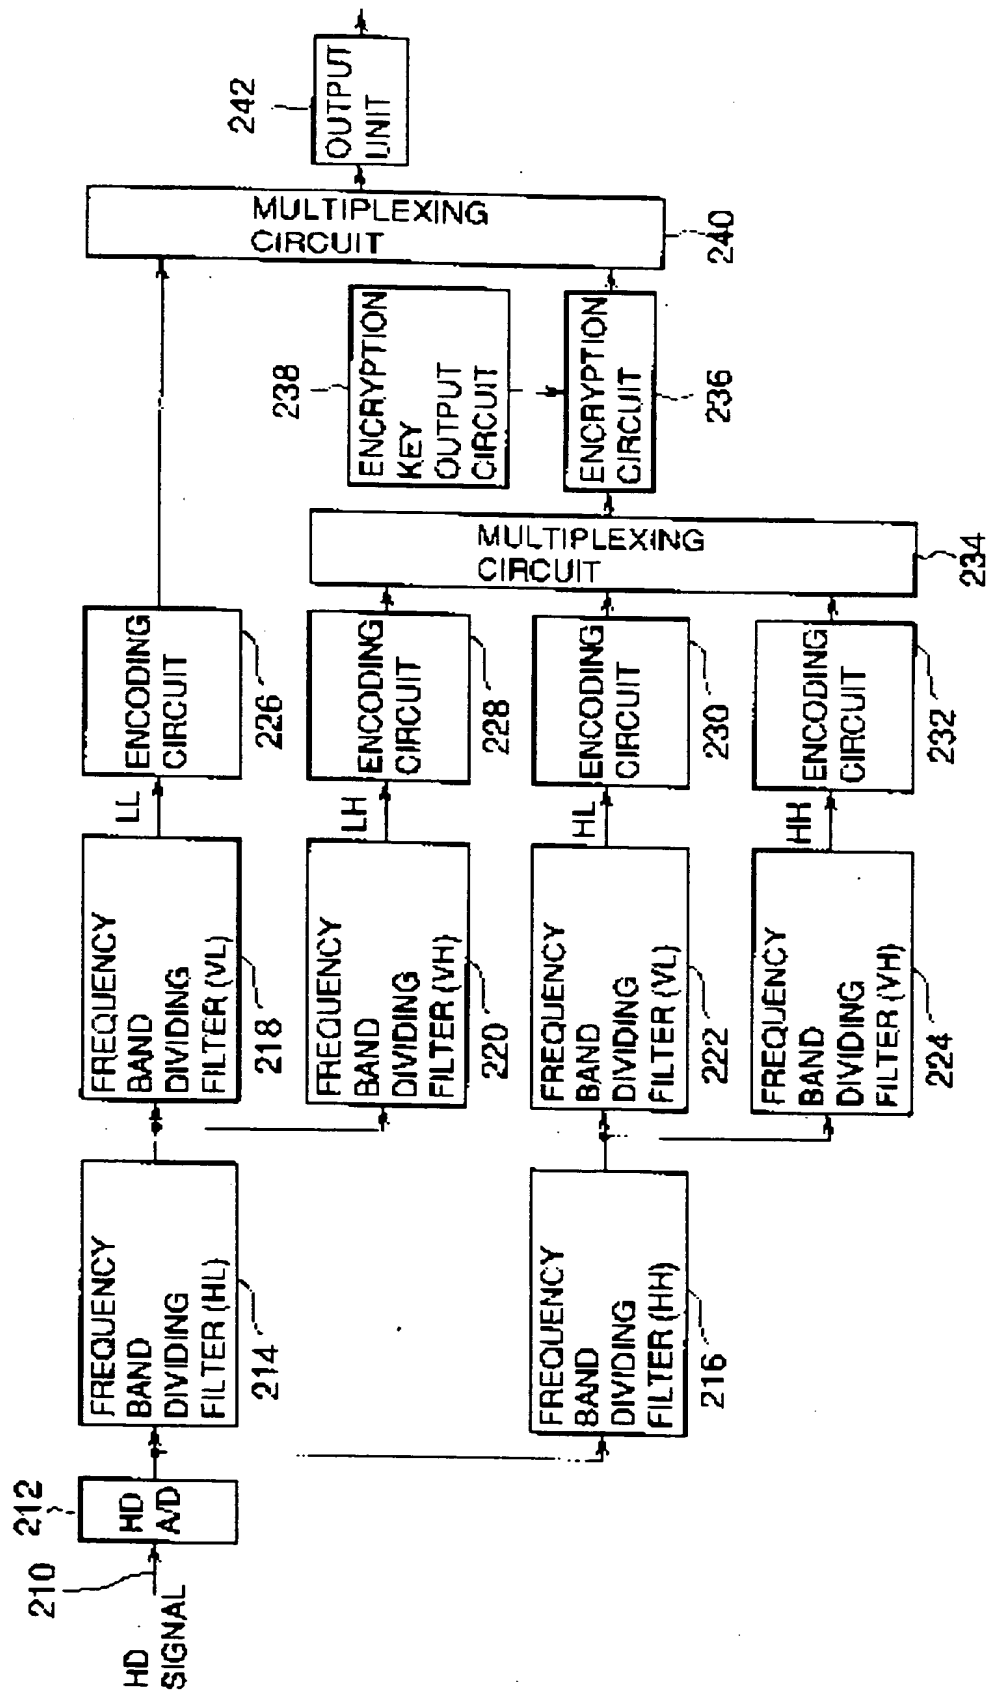 HD
SIGNAL
210
212
HD
A/D
FREQUENCY
BAND
DIVIDING
FILTER (HL)
214
FREQUENCY
BAND
DIVIDING
FILTER (HH)
216
FREQUENCY
BAND
DIVIDING
FILTER (VL)
218
FREQUENCY
BAND
DIVIDING
FILTER (VH)
220
FREQUENCY
BAND
DIVIDING
FILTER (VL)
222
FREQUENCY
BAND
DIVIDING
FILTER (VH)
224
LL
LH
HL
HH
ENCODING
CIRCUIT
226
ENCODING
CIRCUIT
228
ENCODING
CIRCUIT
230
ENCODING
CIRCUIT
232
MULTIPLEXING
CIRCUIT
234
238
ENCRYPTION
KEY
OUTPUT
CIRCUIT
ENCRYPTION
CIRCUIT
236
MULTIPLEXING
CIRCUIT
240
242
OUTPUT
UNIT